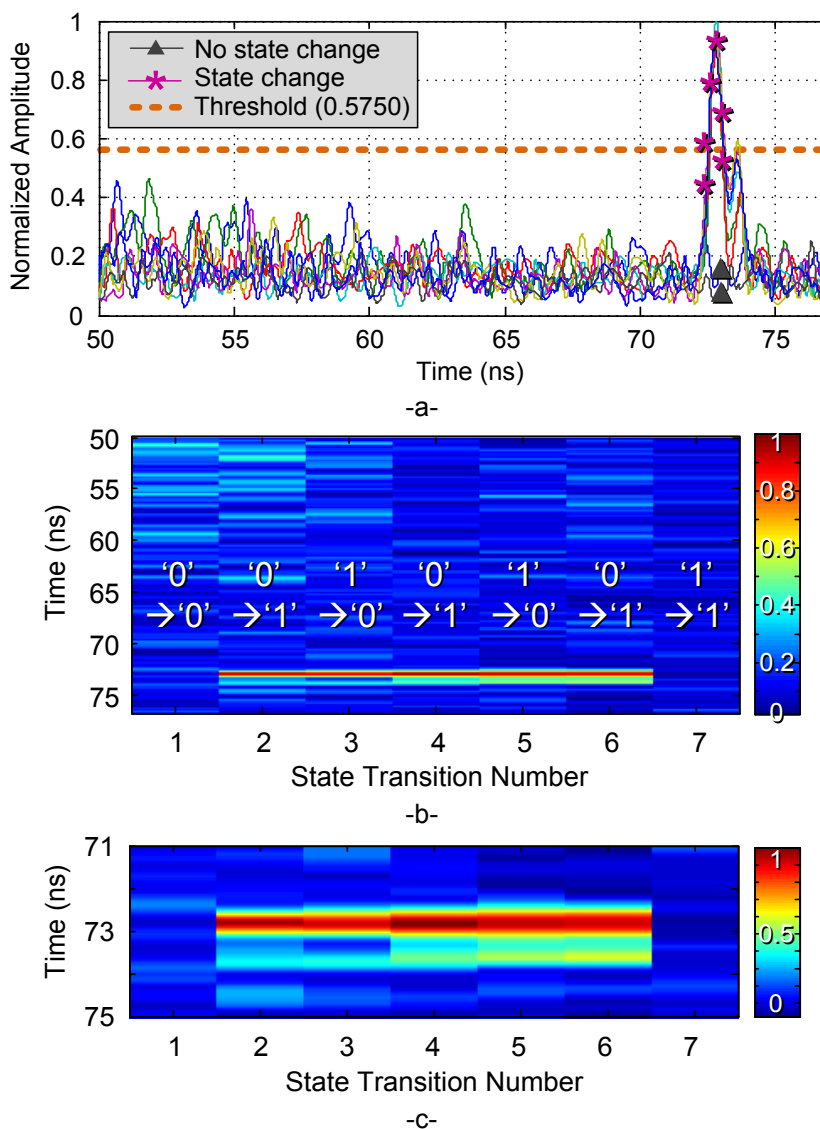 1
0.8
0.6
0.4
0.2
0
Normalized Amplitude
No state change
State change
Threshold (0.5750)
50 55 60 65 70 75
Time (ns)
-a-
50
55
60
65
70
75
Time (ns)
‘0’ ‘0’ ‘1’ ‘0’ ‘1’ ‘0’ ‘1’
→‘0’ →‘1’ →‘0’ →‘1’ →‘0’ →‘1’ →‘1’
1
0.8
0.6
0.4
0.2
0
1 2 3 4 5 6 7
State Transition Number
-b-
71
73
75
Time (ns)
1
0.5
0
1 2 3 4 5 6 7
State Transition Number
-c-